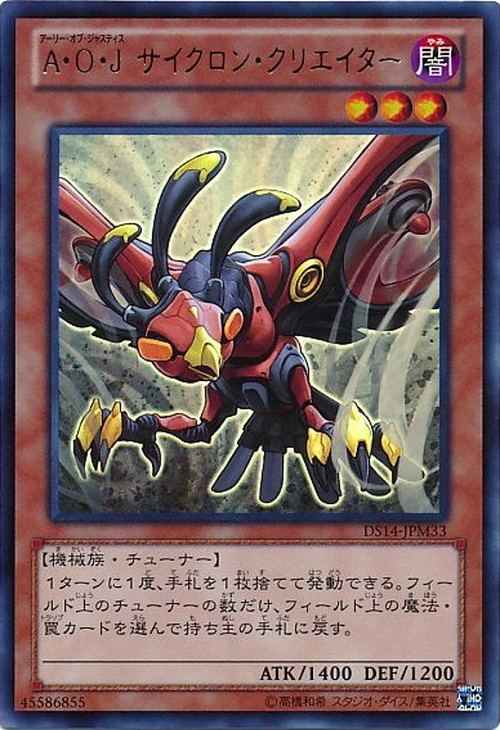 アーリー・オブ・ジャスティス
A・O・J サイクロン・クリエイター
やみ
闇
DS14-JPM33
【機械族・チューナー】
1ターンに1度、手札を1枚捨てて発動できる。フィー
ルド上のチューナーの数だけ、フィールド上の魔法・
罠カードを選んで持ち主の手札に戻す。
ATK/1400 DEF/1200
45586855
©高橋和希 スタジオ・ダイス/集英社